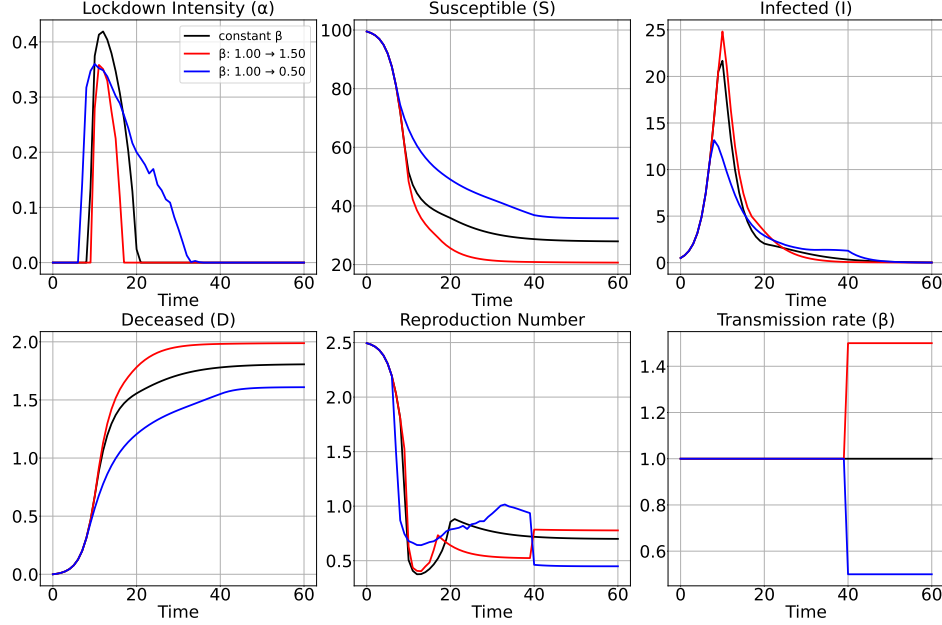 Lockdown Intensity (α)
0.4
0.3
0.2
0.1
0.0
0 20 40 60
Time
constant β
β: 1.00 → 1.50
β: 1.00 → 0.50
Susceptible (S)
100
80
60
40
20
0 20 40 60
Time
Infected (I)
25
20
15
10
5
0
0 20 40 60
Time
Deceased (D)
2.0
1.5
1.0
0.5
0.0
0 20 40 60
Time
Reproduction Number
2.5
2.0
1.5
1.0
0.5
0 20 40 60
Time
Transmission rate (β)
1.4
1.2
1.0
0.8
0.6
0 20 40 60
Time